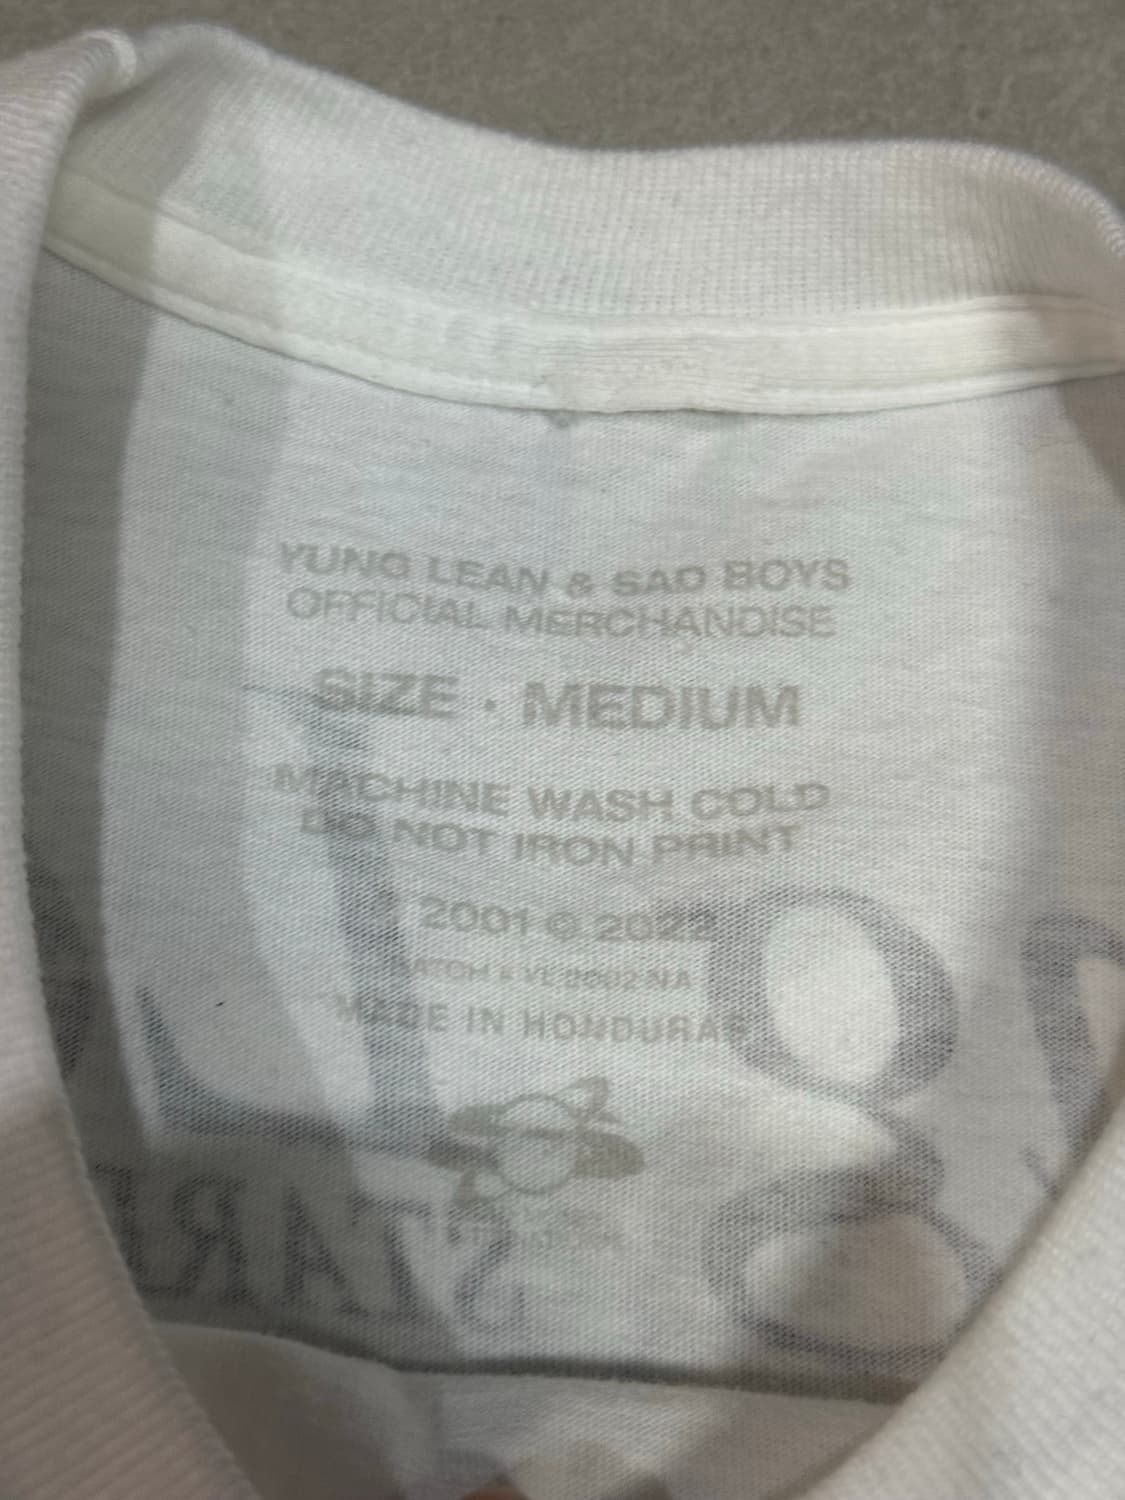 YUNG LEAN & SAD BOYS
OFFICIAL MERCHANDISE
SIZE · MEDIUM
MACHINE WASH COLD
DO NOT IRON PRINT
2001 © 2022
MADE IN HONDURAS